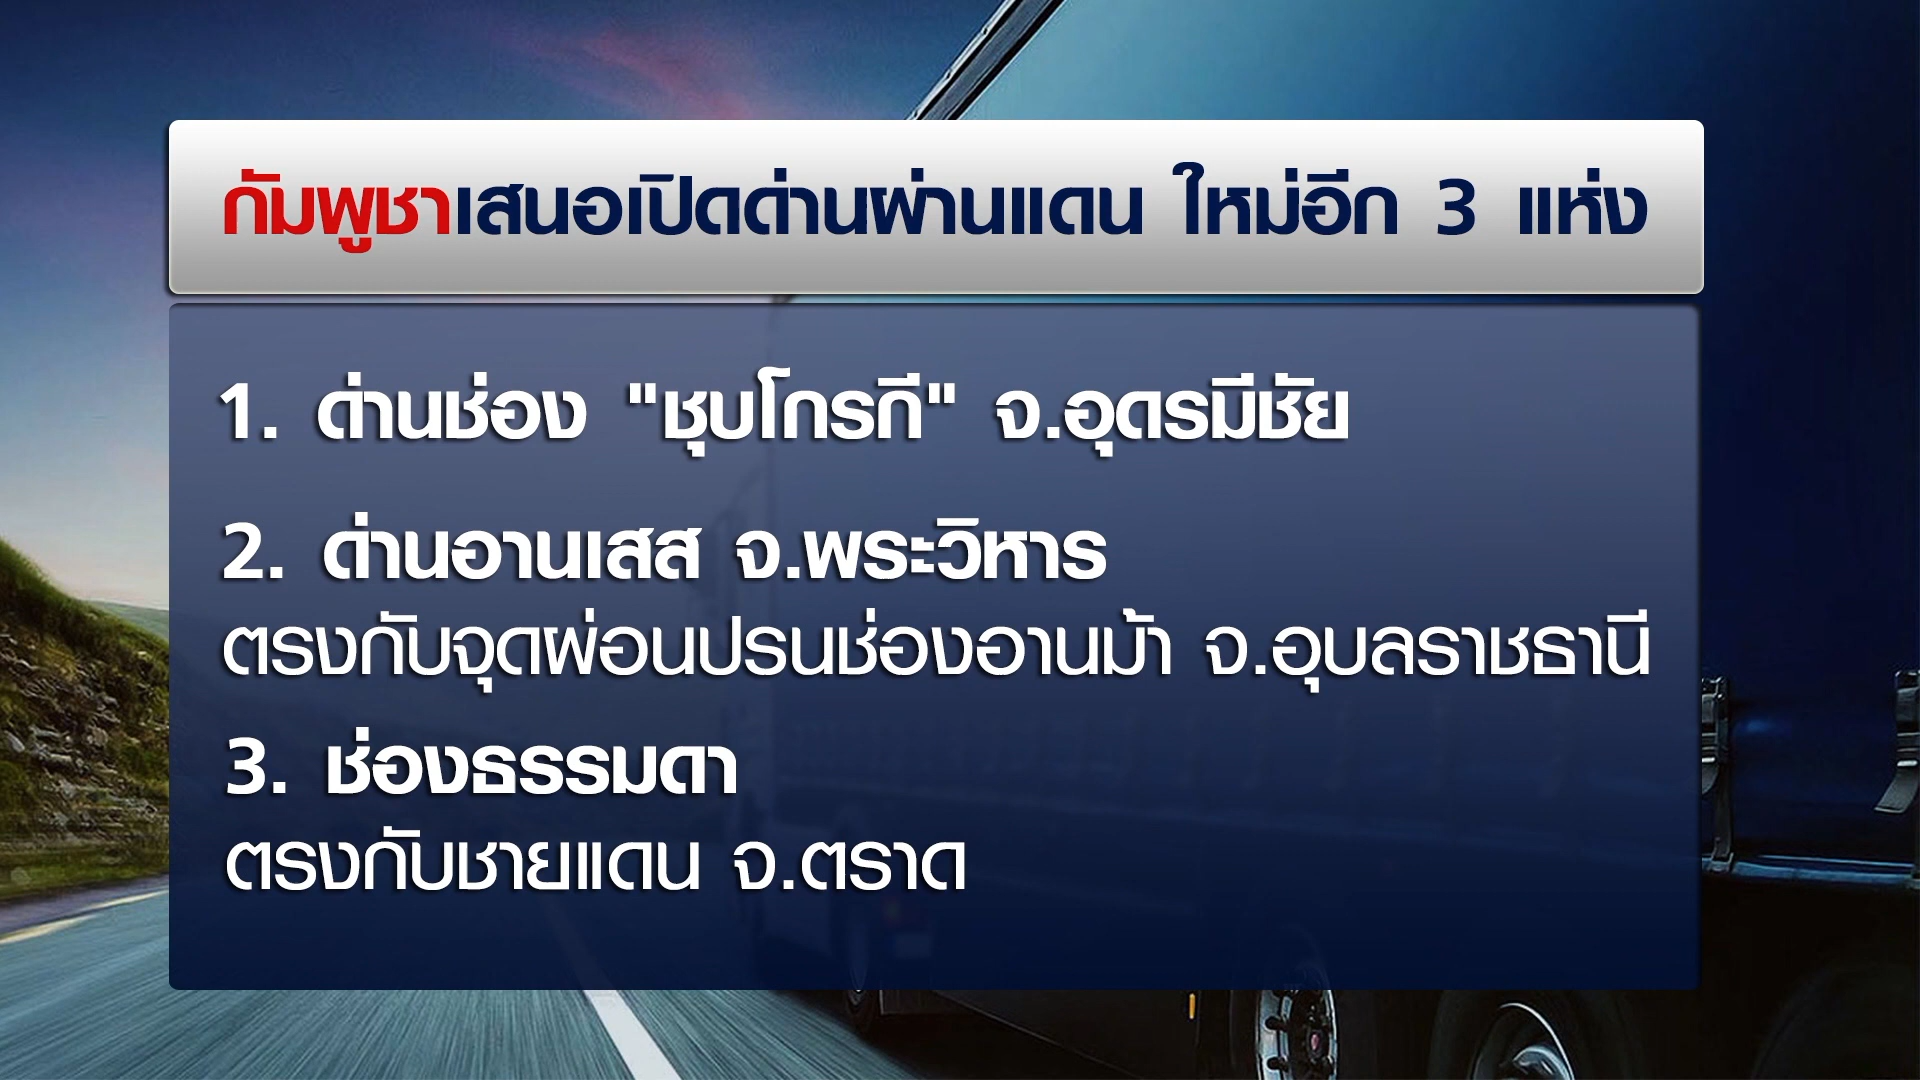 กัมพูชาเสนอเปิดด่านผ่านแดน ใหม่อีก 3 แห่ง
1. ด่านช่อง "ชุบโกรกี" จ.อุดรมีชัย
2. ด่านอานเสส จ.พระวิหาร
ตรงกับจุดผ่อนปรนช่องอานม้า จ.อุบลราชธานี
3. ช่องธรรมดา
ตรงกับชายแดน จ.ตราด